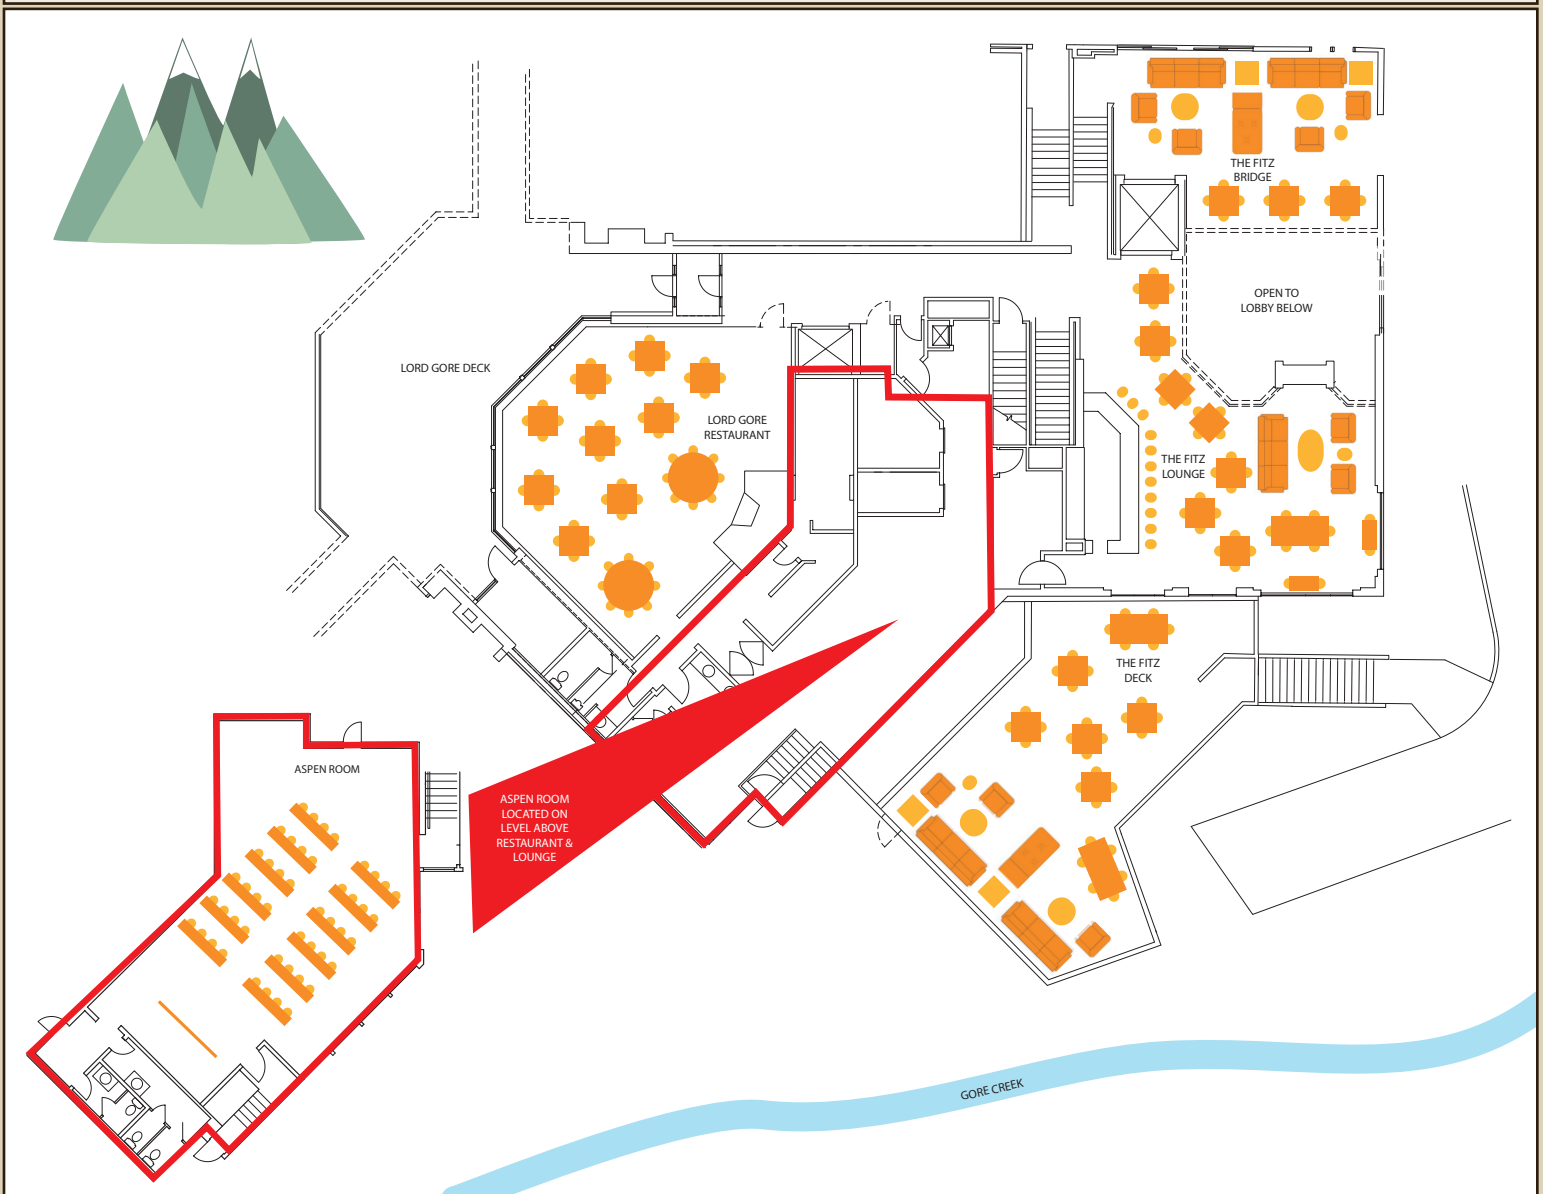 THE FITZ
BRIDGE
OPEN TO
LOBBY BELOW
LORD GORE DECK
LORD GORE
RESTAURANT
THE FITZ
LOUNGE
THE FITZ
DECK
ASPEN ROOM
ASPEN ROOM
LOCATED ON
LEVEL ABOVE
RESTAURANT &
LOUNGE
GORE CREEK